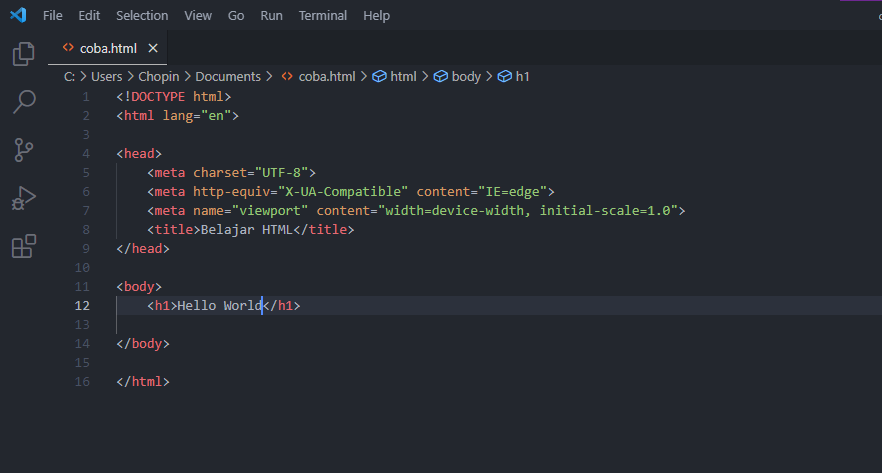 File Edit Selection View Go Run Terminal Help
coba.html
C: > Users > Chopin > Documents > coba.html > html > body > h1
1 <!DOCTYPE html>
2 <html lang="en">
3
4 <head>
5 <meta charset="UTF-8">
6 <meta http-equiv="X-UA-Compatible" content="IE=edge">
7 <meta name="viewport" content="width=device-width, initial-scale=1.0">
8 <title>Belajar HTML</title>
9 </head>
10
11 <body>
12 <h1>Hello World</h1>
13
14 </body>
15
16 </html>